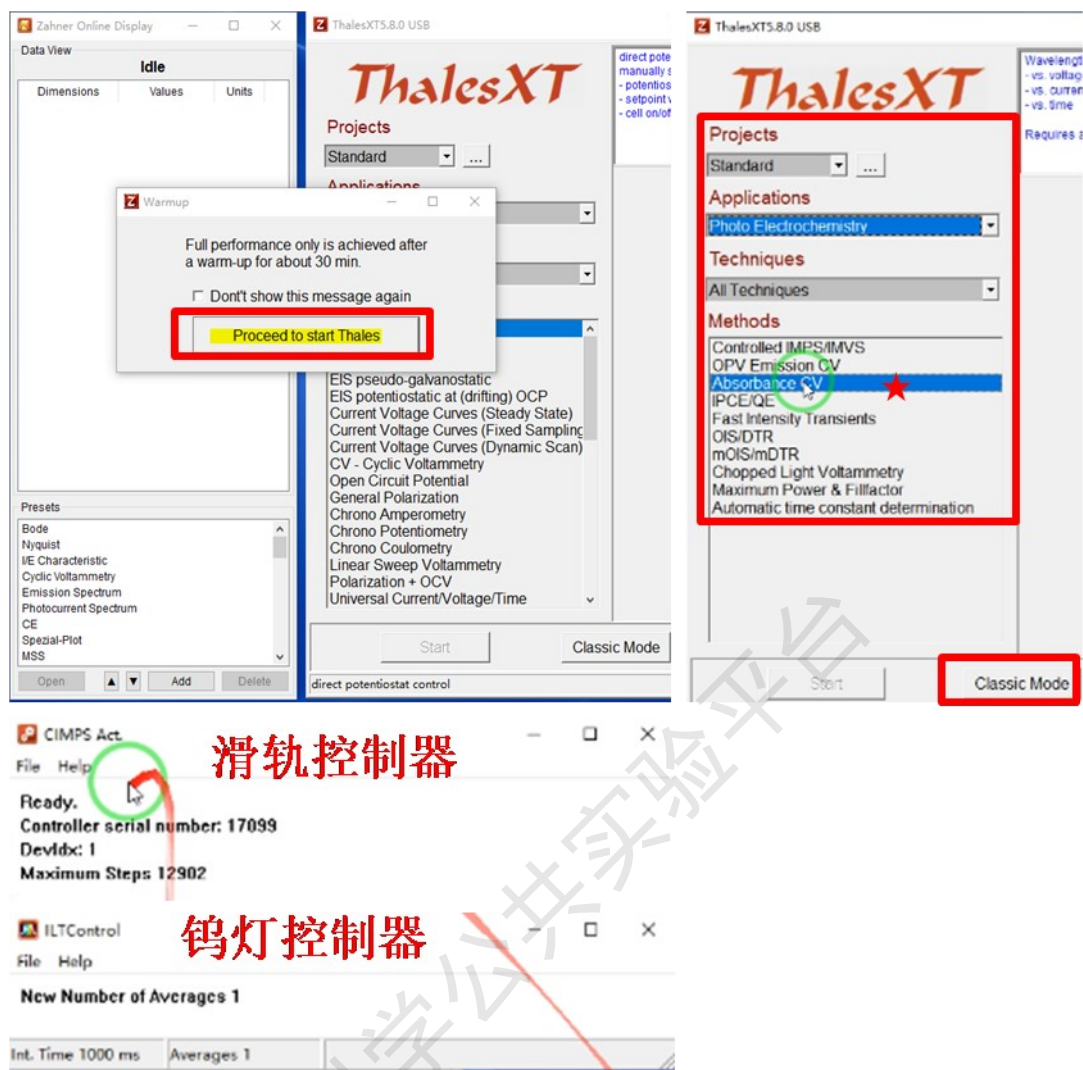 Zahner Online Display
Data View
Idle
Dimensions Values Units
Presets
Bode
Nyquist
I/E Characteristic
Cyclic Voltammetry
Emission Spectrum
Photocurrent Spectrum
CE
Spezial-Plot
MSS
Open ▲ ▼ Add Delete
ThalesXT5.8.0 USB
ThalesXT
Projects
Standard ...
Applications
direct pote
manually s
- potentios
- setpoint v
- cell on/of
Warmup
Full performance only is achieved after
a warm-up for about 30 min.
Dont't show this message again
Proceed to start Thales
EIS pseudo-galvanostatic
EIS potentiostatic at (drifting) OCP
Current Voltage Curves (Steady State)
Current Voltage Curves (Fixed Sampling
Current Voltage Curves (Dynamic Scan)
CV - Cyclic Voltammetry
Open Circuit Potential
General Polarization
Chrono Amperometry
Chrono Potentiometry
Chrono Coulometry
Linear Sweep Voltammetry
Polarization + OCV
Universal Current/Voltage/Time
Start Classic Mode
direct potentiostat control
ThalesXT5.8.0 USB
ThalesXT
Wavelengt
- vs. voltag
- vs. curren
- vs. time
Requires a
Projects
Standard ...
Applications
Photo Electrochemistry
Techniques
All Techniques
Methods
Controlled IMPS/IMVS
OPV Emission CV
Absorbance CV
IPCE/QE
Fast Intensity Transients
OIS/DTR
mOIS/mDTR
Chopped Light Voltammetry
Maximum Power & Fillfactor
Automatic time constant determination
Start Classic Mode
CIMPS Act.
滑轨控制器
File Help
Ready.
Controller serial number: 17099
DevIdx: 1
Maximum Steps 12902
ILTControl
钨灯控制器
File Help
New Number of Averages 1
Int. Time 1000 ms Averages 1
学公共实验平台